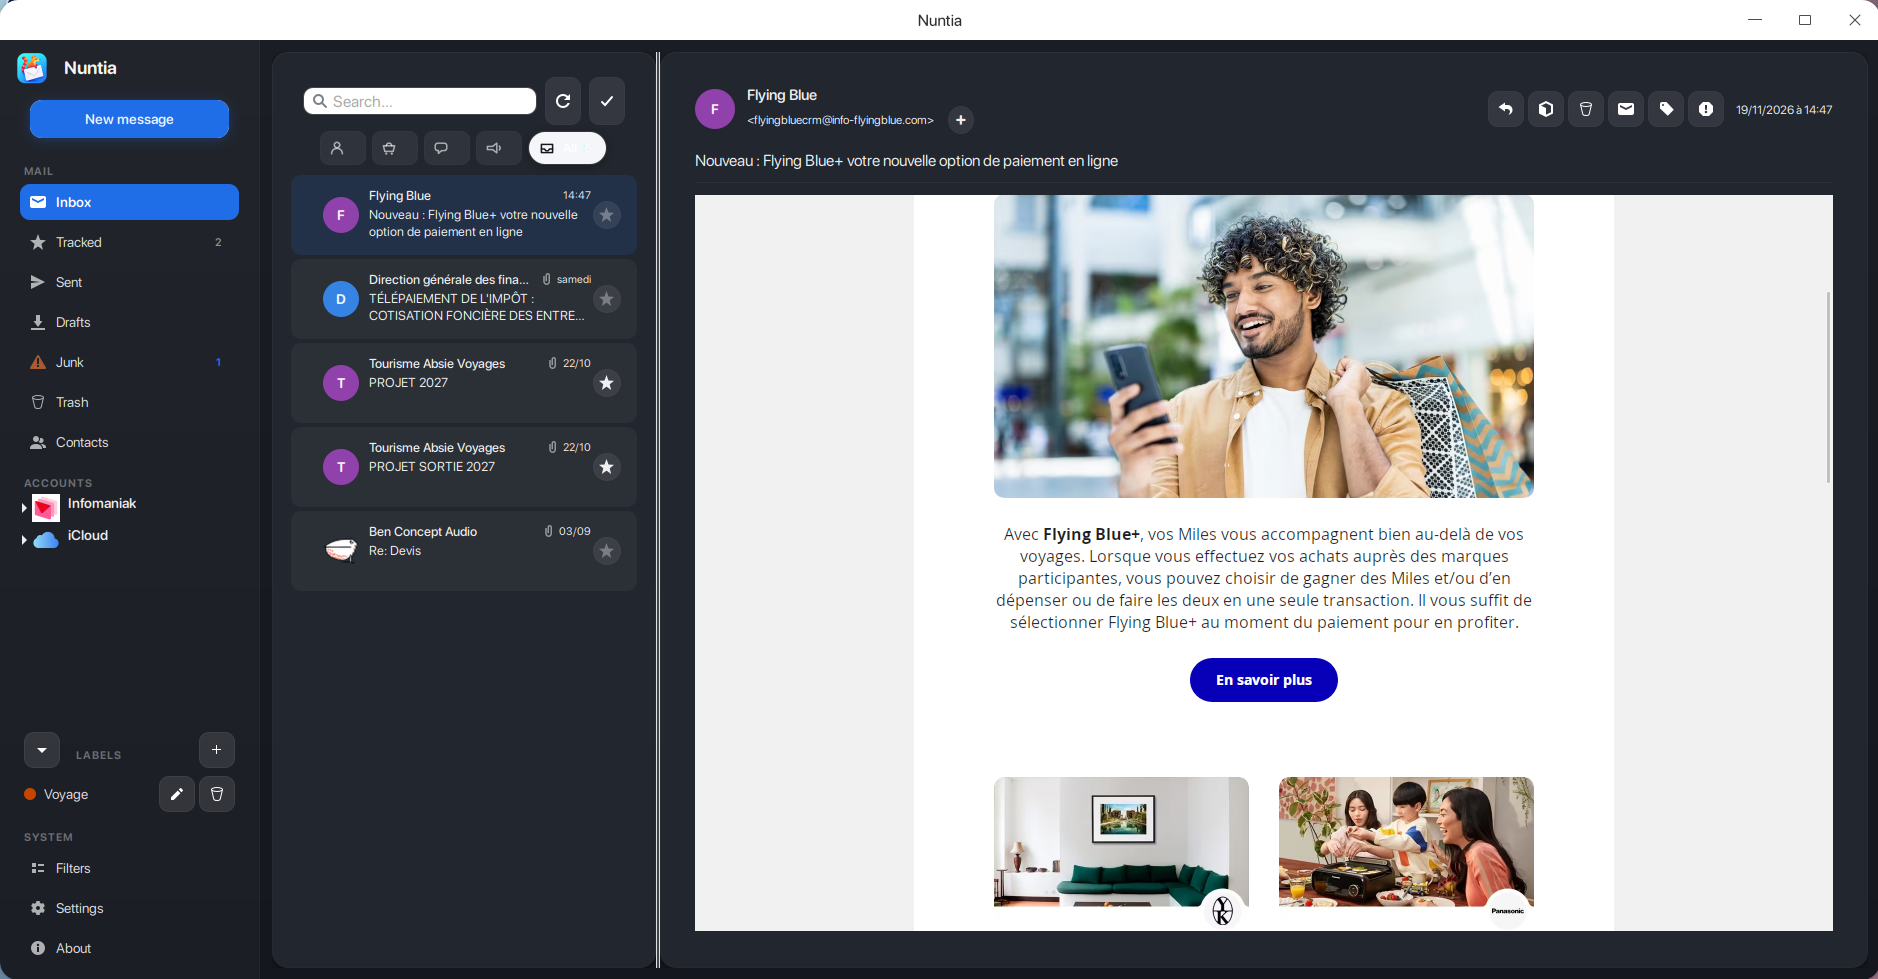 Nuntia
Nuntia
New message
MAIL
Inbox
Tracked 2
Sent
Drafts
Junk 1
Trash
Contacts
ACCOUNTS
Infomaniak
iCloud
LABELS
Voyage
SYSTEM
Filters
Settings
About
Search...
All
Flying Blue 14:47
F
Nouveau : Flying Blue+ votre nouvelle
option de paiement en ligne
Direction générale des fina... samedi
D
TÉLÉPAIEMENT DE L'IMPÔT :
COTISATION FONCIÈRE DES ENTRE...
Tourisme Absie Voyages 22/10
T
PROJET 2027
Tourisme Absie Voyages 22/10
T
PROJET SORTIE 2027
Ben Concept Audio 03/09
Re: Devis
F
Flying Blue
<flyingbluecrm@info-flyingblue.com>
19/11/2026 à 14:47
Nouveau : Flying Blue+ votre nouvelle option de paiement en ligne
Avec Flying Blue+, vos Miles vous accompagnent bien au-delà de vos
voyages. Lorsque vous effectuez vos achats auprès des marques
participantes, vous pouvez choisir de gagner des Miles et/ou d’en
dépenser ou de faire les deux en une seule transaction. Il vous suffit de
sélectionner Flying Blue+ au moment du paiement pour en profiter.
En savoir plus
YK
Panasonic